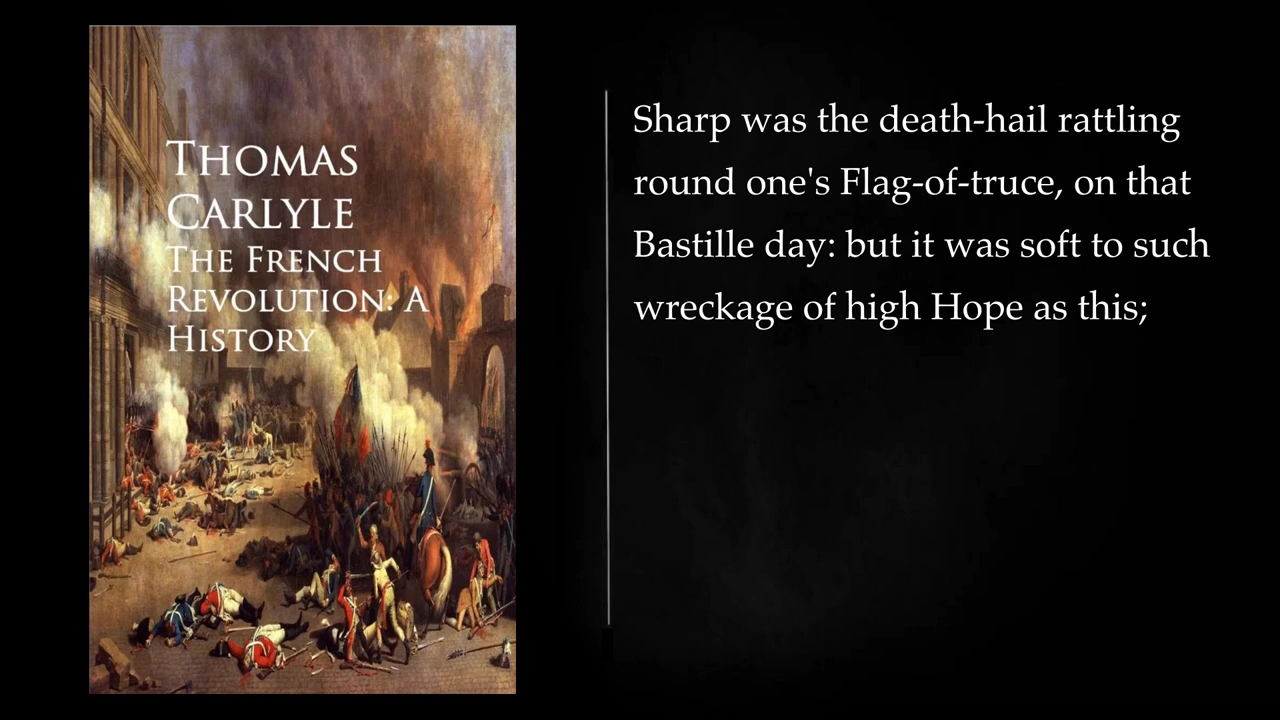 THOMAS
CARLYLE
THE FRENCH
REVOLUTION: A
HISTORY
Sharp was the death-hail rattling
round one's Flag-of-truce, on that
Bastille day: but it was soft to such
wreckage of high Hope as this;